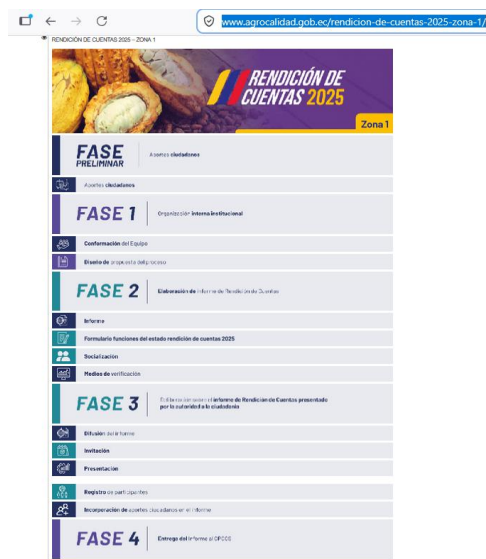 www.agrocalidad.gob.ec/rendicion-de-cuentas-2025-zona-1/
RENDICIÓN DE CUENTAS 2025 – ZONA 1
RENDICIÓN DE
CUENTAS 2025
Zona 1
FASE
PRELIMINAR
Aportes ciudadanos
Aportes ciudadanos
FASE 1
Organización interna institucional
Conformación del Equipo
Diseño de propuesta del proceso
FASE 2
Elaboración de Informe de Rendición de Cuentas
Informe
Formulario funciones del estado rendición de cuentas 2025
Socialización
Medios de verificación
FASE 3
el Informe de Rendición de Cuentas presentado
por la autoridad a la ciudadanía
Difusión del informe
Invitación
Presentación
Registro de participantes
Incorporación de aportes ciudadanos en el informe
FASE 4
Entrega del Informe al CPCCS